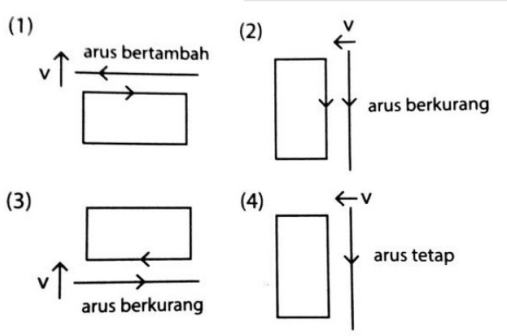 (1)
arus bertambah
v
(2)
v
arus berkurang
(3)
v
arus berkurang
(4)
v
arus tetap